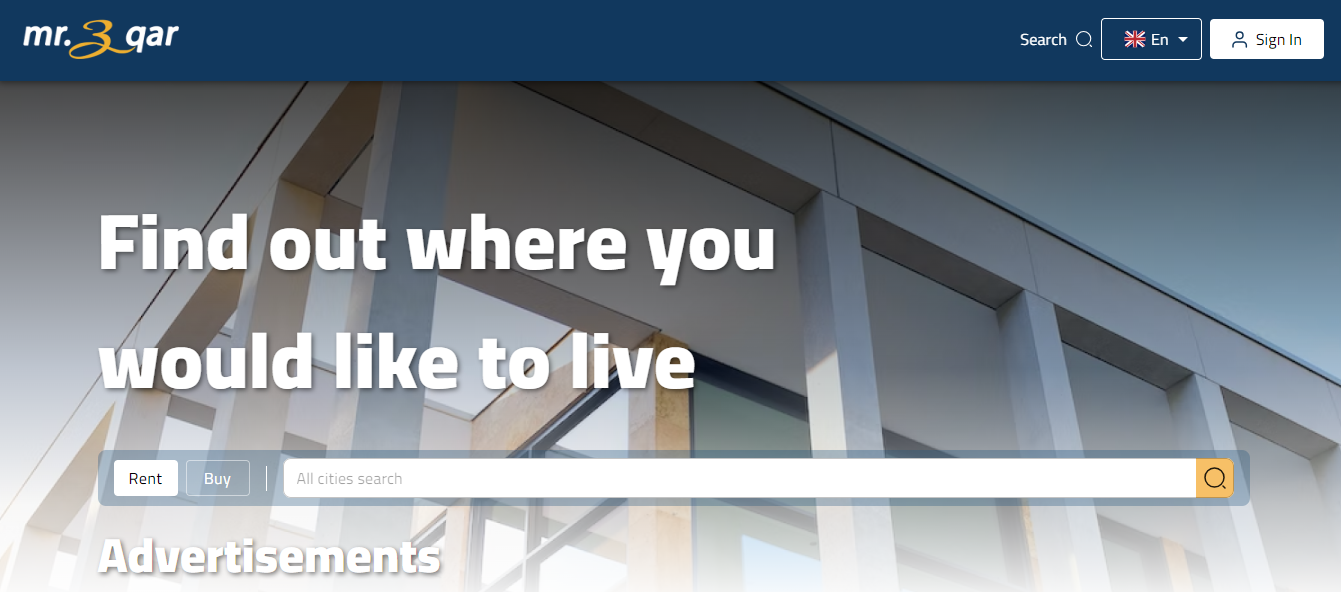 mr.3qar
Search
En
Sign In
Find out where you
would like to live
Rent
Buy
All cities search
Advertisements